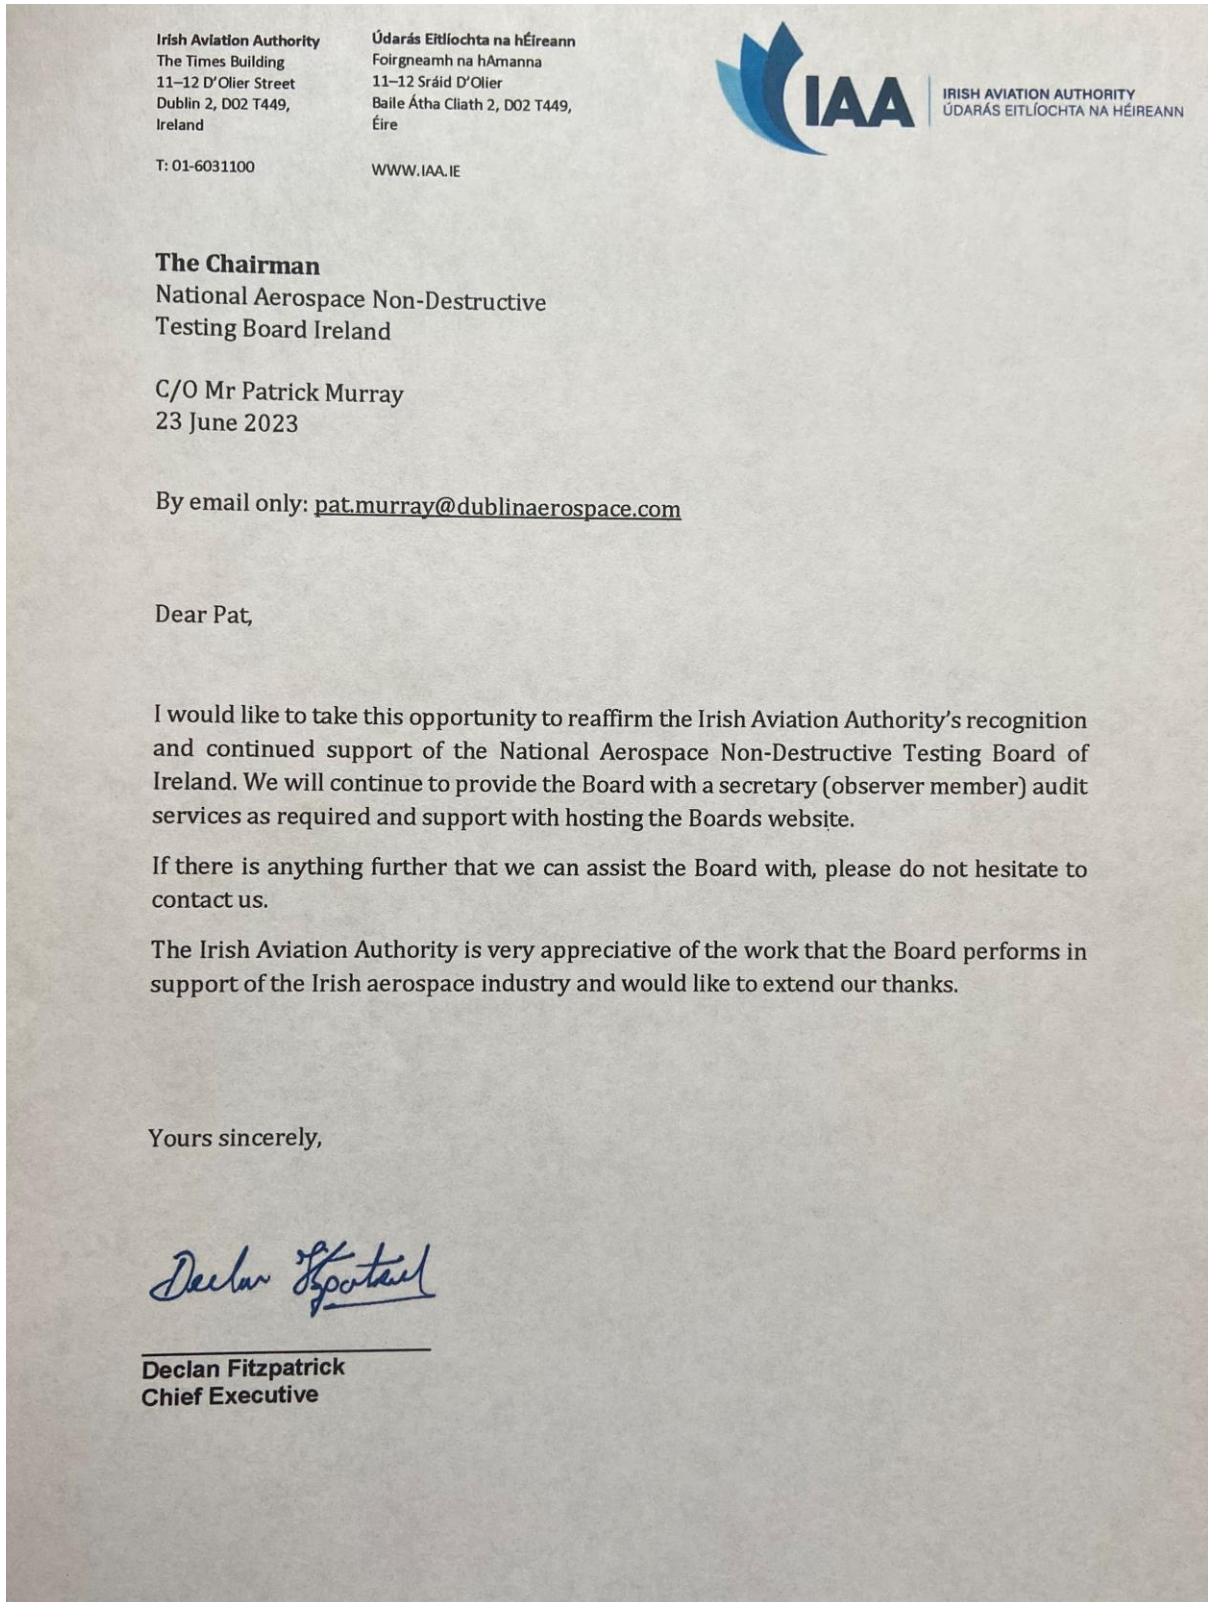 Irish Aviation Authority
The Times Building
11–12 D'Olier Street
Dublin 2, D02 T449,
Ireland
T: 01-6031100
Údarás Eitlíochta na hÉireann
Foirgneamh na hAmanna
11–12 Sráid D'Olier
Baile Átha Cliath 2, D02 T449,
Éire
WWW.IAA.IE
IAA
IRISH AVIATION AUTHORITY
ÚDARÁS EITLÍOCHTA NA HÉIREANN
The Chairman
National Aerospace Non-Destructive
Testing Board Ireland
C/O Mr Patrick Murray
23 June 2023
By email only: pat.murray@dublinaerospace.com
Dear Pat,
I would like to take this opportunity to reaffirm the Irish Aviation Authority's recognition
and continued support of the National Aerospace Non-Destructive Testing Board of
Ireland. We will continue to provide the Board with a secretary (observer member) audit
services as required and support with hosting the Boards website.
If there is anything further that we can assist the Board with, please do not hesitate to
contact us.
The Irish Aviation Authority is very appreciative of the work that the Board performs in
support of the Irish aerospace industry and would like to extend our thanks.
Yours sincerely,
Declan Fitzpatrick
Declan Fitzpatrick
Chief Executive